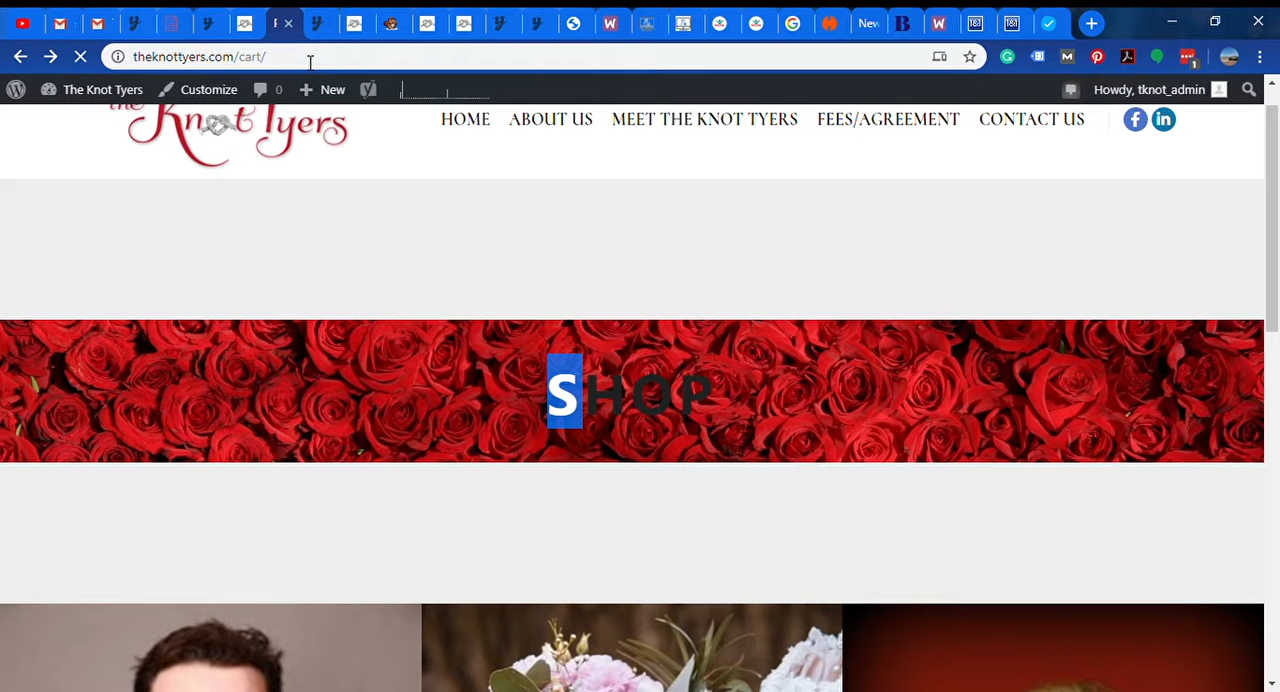 theknottyers.com/cart/
1
The Knot Tyers Customize 0 New Howdy, tknot_admin
the Knot Tyers
HOME ABOUT US MEET THE KNOT TYERS FEES/AGREEMENT CONTACT US
SHOP